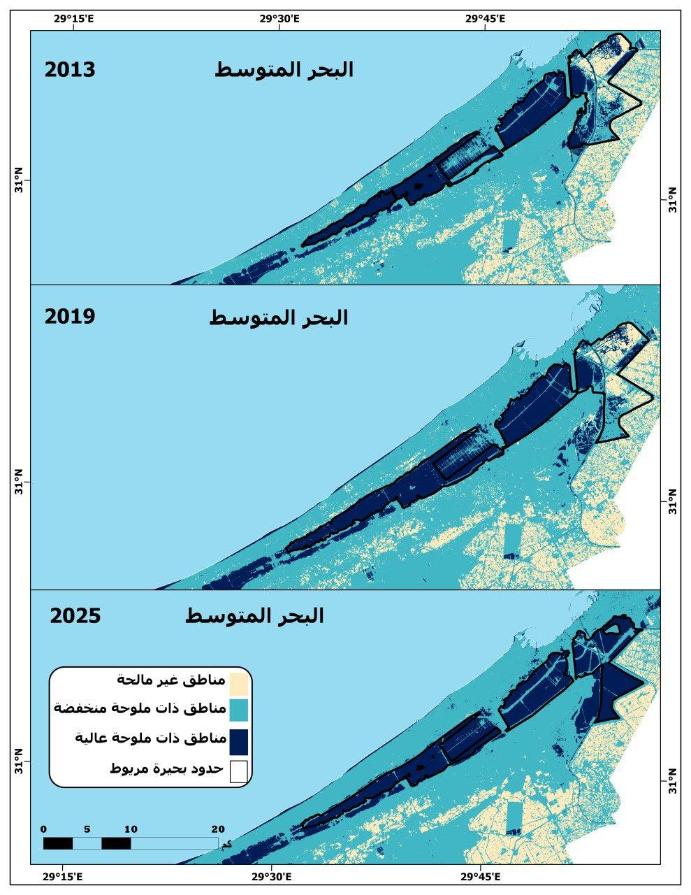 29°15'E 29°30'E 29°45'E
2013 البحر المتوسط
31°N 31°N
2019 البحر المتوسط
31°N 31°N
2025 البحر المتوسط
مناطق غير مالحة
مناطق ذات ملوحة منخفضة
مناطق ذات ملوحة عالية
حدود بحيرة مريوط
31°N 31°N
0 5 10 20
كم
29°15'E 29°30'E 29°45'E